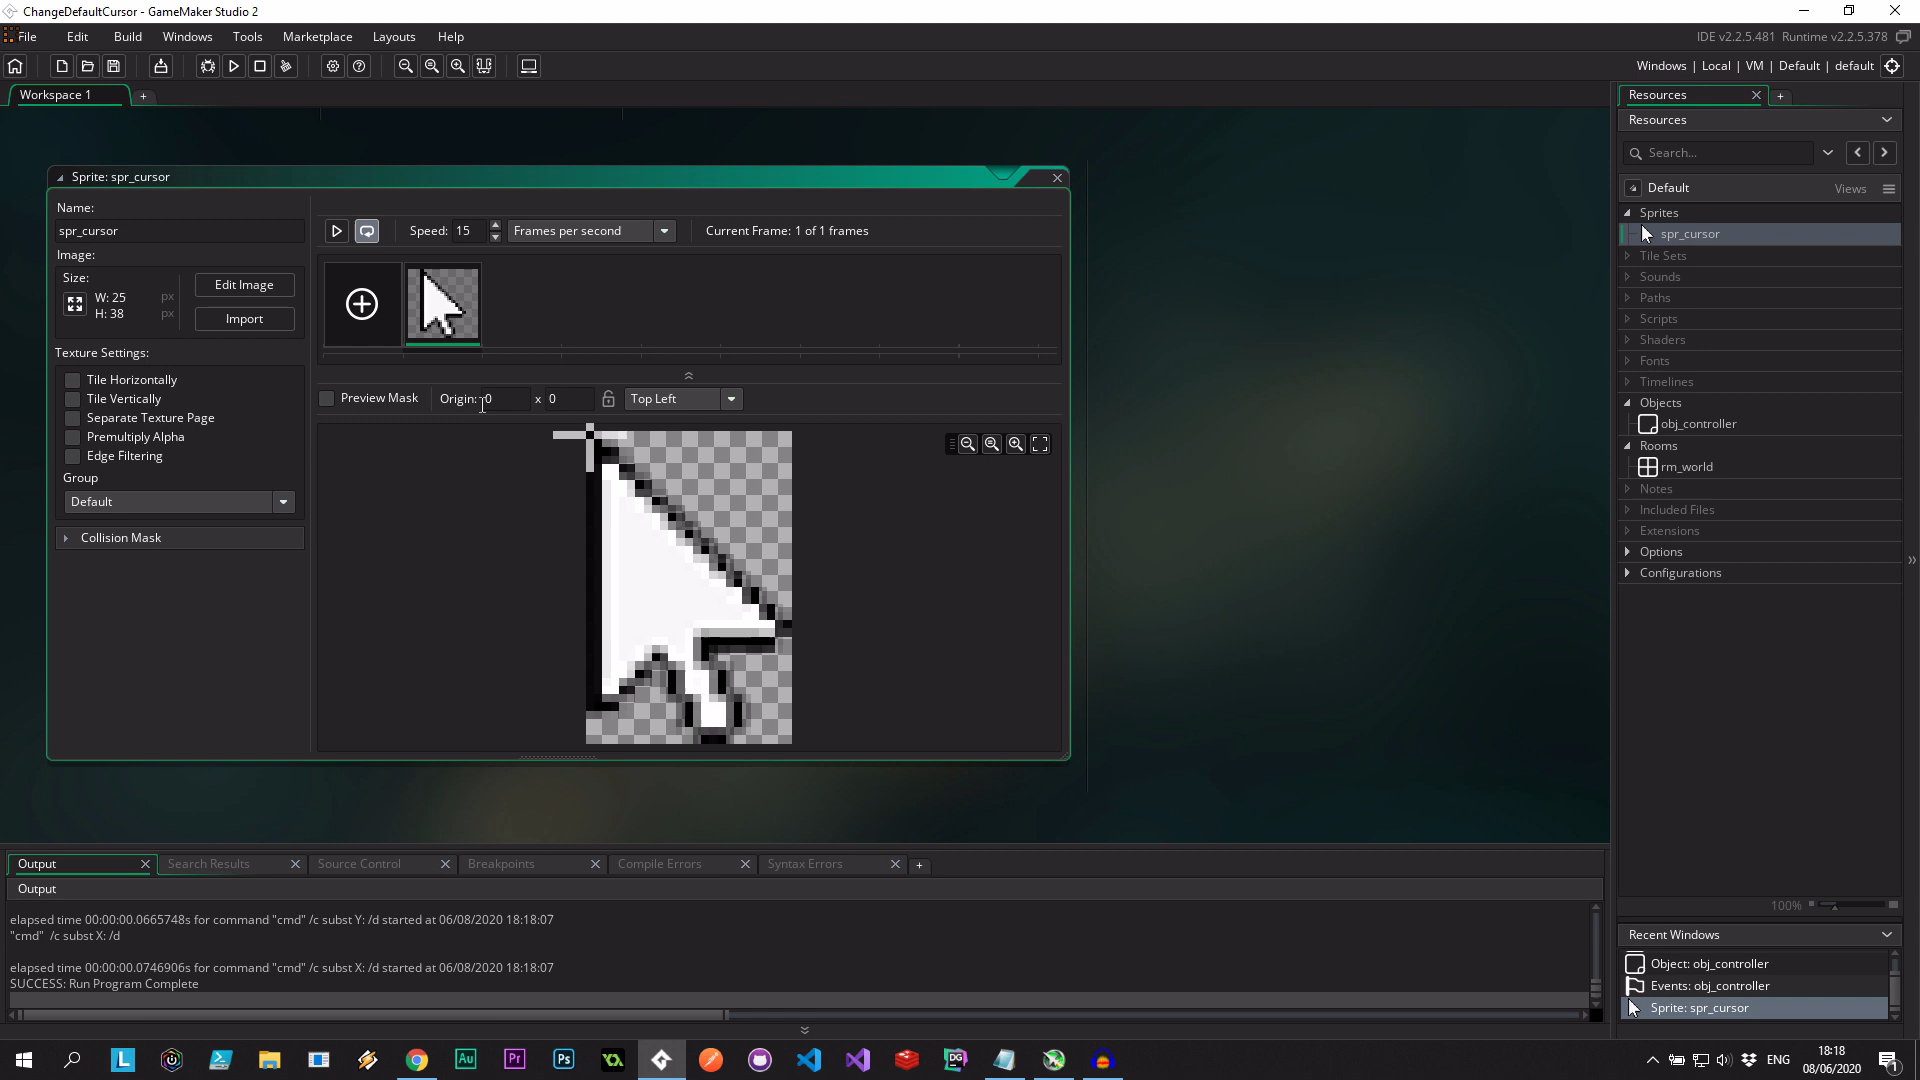 ChangeDefaultCursor - GameMaker Studio 2
File Edit Build Windows Tools Marketplace Layouts Help
IDE v2.2.5.481 Runtime v2.2.5.378
Windows | Local | VM | Default | default
Workspace 1
Sprite: spr_cursor
Name:
spr_cursor
Image:
Size:
W: 25 px
H: 38 px
Edit Image
Import
Texture Settings:
Tile Horizontally
Tile Vertically
Separate Texture Page
Premultiply Alpha
Edge Filtering
Group
Default
Collision Mask
Speed: 15 Frames per second Current Frame: 1 of 1 frames
Preview Mask Origin: 0 x 0 Top Left
Resources
Resources
Search...
Default Views
Sprites
spr_cursor
Tile Sets
Sounds
Paths
Scripts
Shaders
Fonts
Timelines
Objects
obj_controller
Rooms
rm_world
Notes
Included Files
Extensions
Options
Configurations
100%
Recent Windows
Object: obj_controller
Events: obj_controller
Sprite: spr_cursor
Output Search Results Source Control Breakpoints Compile Errors Syntax Errors
Output
elapsed time 00:00:00.0665748s for command "cmd" /c subst Y: /d started at 06/08/2020 18:18:07
"cmd"  /c subst X: /d
elapsed time 00:00:00.0746906s for command "cmd" /c subst X: /d started at 06/08/2020 18:18:07
SUCCESS: Run Program Complete
L Au Pr Ps DG ENG
18:18
08/06/2020
1